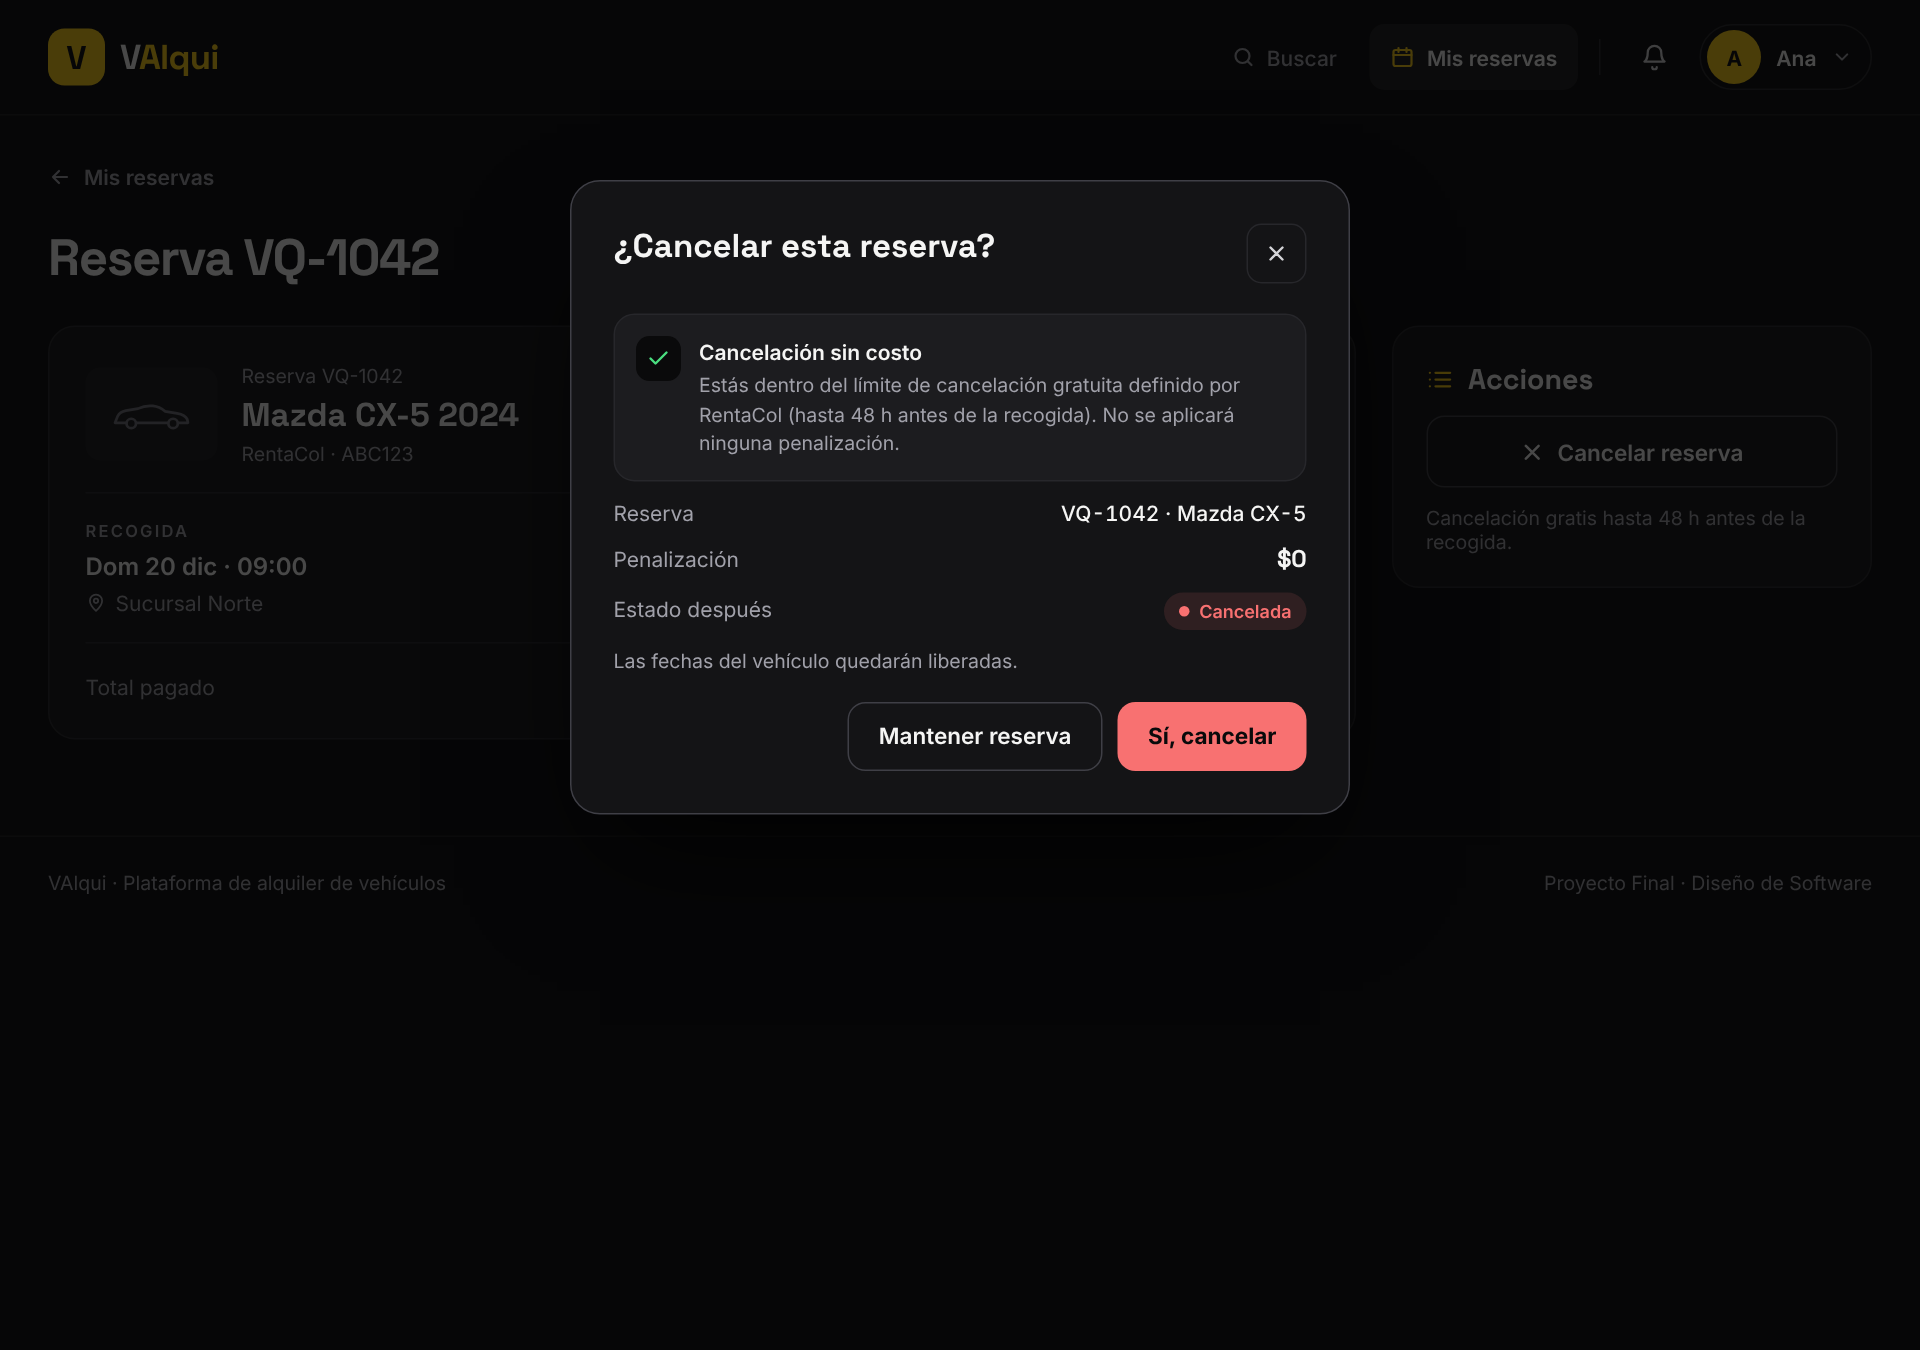 V VAlqui
Buscar
Mis reservas
A Ana
Mis reservas
Reserva VQ-1042
Reserva VQ-1042
Mazda CX-5 2024
RentaCol · ABC123
RECOGIDA
Dom 20 dic · 09:00
Sucursal Norte
Total pagado
¿Cancelar esta reserva?
Cancelación sin costo
Estás dentro del límite de cancelación gratuita definido por
RentaCol (hasta 48 h antes de la recogida). No se aplicará
ninguna penalización.
Reserva VQ-1042 · Mazda CX-5
Penalización $0
Estado después Cancelada
Las fechas del vehículo quedarán liberadas.
Mantener reserva
Sí, cancelar
Acciones
Cancelar reserva
Cancelación gratis hasta 48 h antes de la
recogida.
VAlqui · Plataforma de alquiler de vehículos
Proyecto Final · Diseño de Software